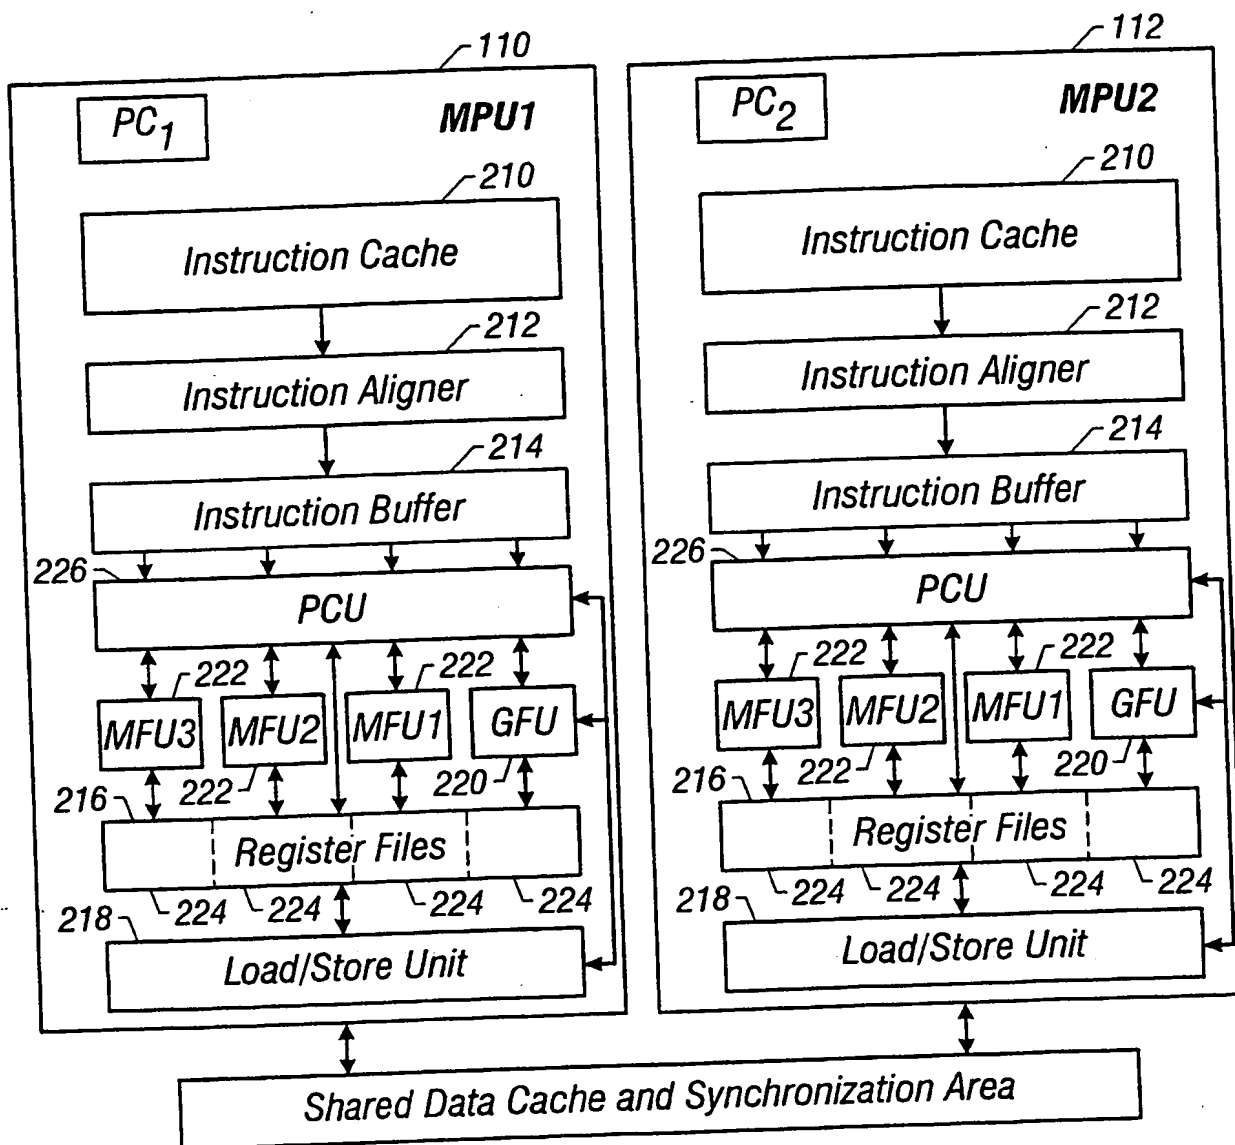 110
PC1
MPU1
210
Instruction Cache
212
Instruction Aligner
214
Instruction Buffer
226
PCU
222
222
MFU3
MFU2
MFU1
GFU
216
222
220
Register Files
224
224
224
224
218
Load/Store Unit
112
PC2
MPU2
210
Instruction Cache
212
Instruction Aligner
214
Instruction Buffer
226
PCU
222
222
MFU3
MFU2
MFU1
GFU
216
222
220
Register Files
224
224
224
224
218
Load/Store Unit
Shared Data Cache and Synchronization Area